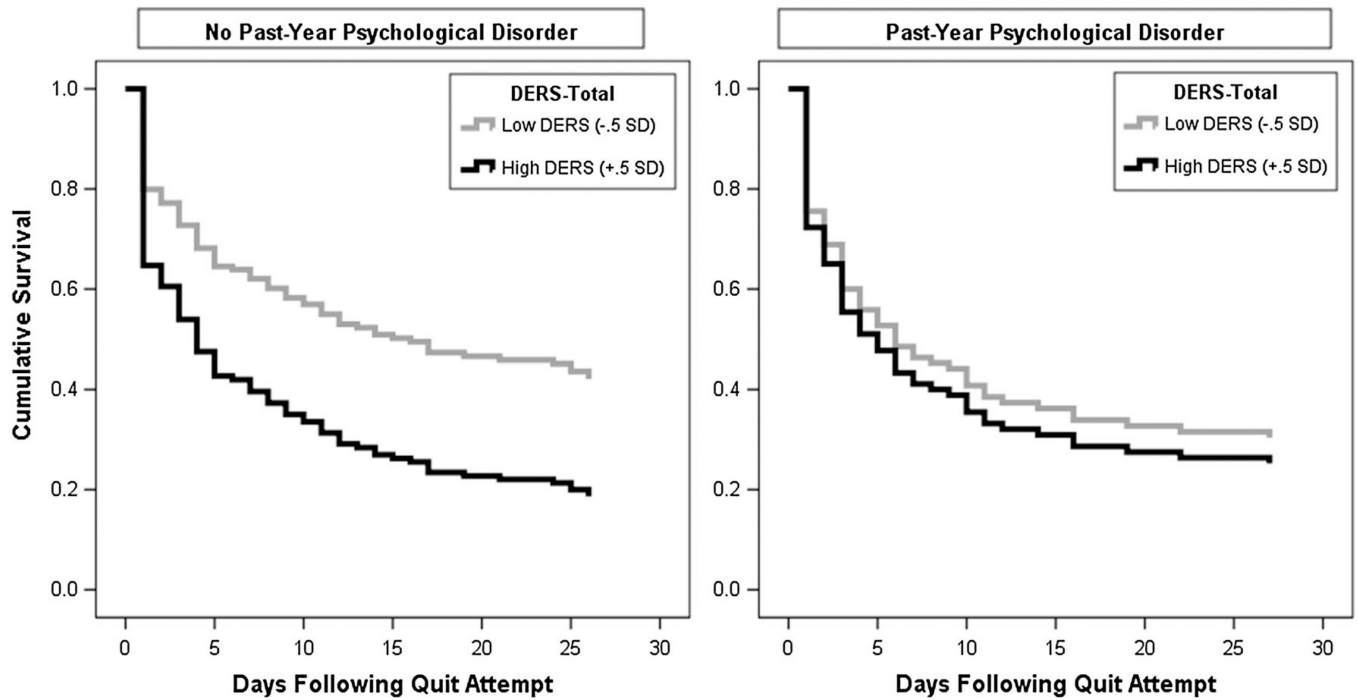 No Past-Year Psychological Disorder
Past-Year Psychological Disorder
Cumulative Survival
1.0
0.8
0.6
0.4
0.2
0.0
DERS-Total
Low DERS (-.5 SD)
High DERS (+.5 SD)
0 5 10 15 20 25 30
Days Following Quit Attempt
1.0
0.8
0.6
0.4
0.2
0.0
DERS-Total
Low DERS (-.5 SD)
High DERS (+.5 SD)
0 5 10 15 20 25 30
Days Following Quit Attempt